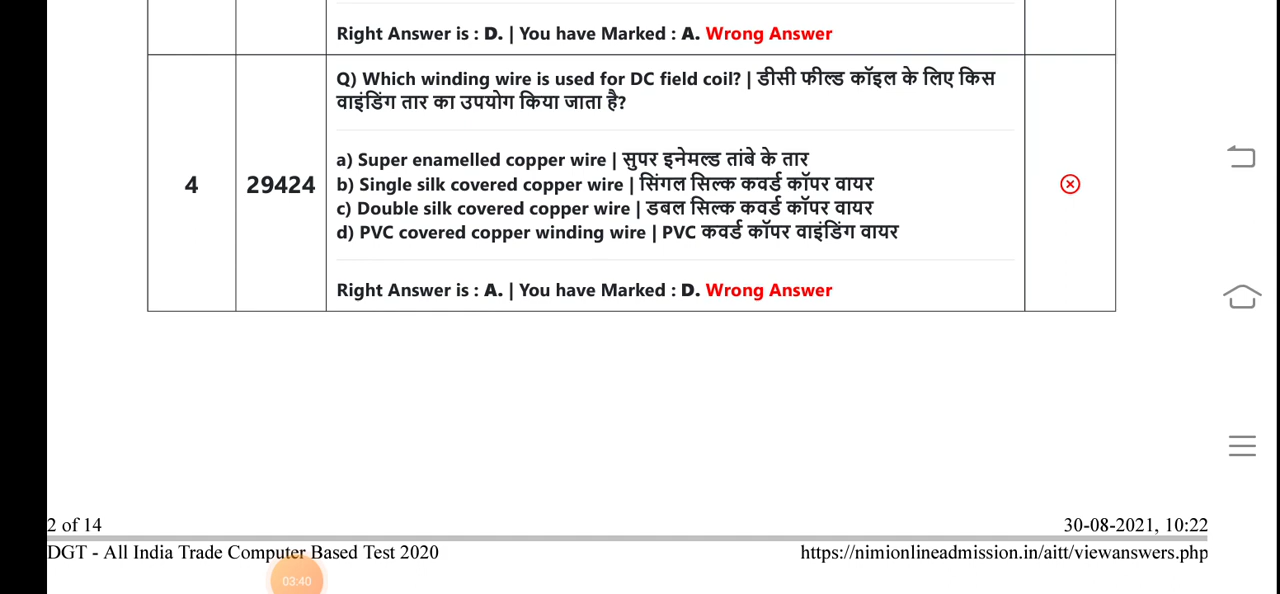 Right Answer is : D. | You have Marked : A. Wrong Answer
Q) Which winding wire is used for DC field coil? | डीसी फील्ड कॉइल के लिए किस
वाइंडिंग तार का उपयोग किया जाता है?
4
29424
a) Super enamelled copper wire | सुपर इनेमल्ड तांबे के तार
b) Single silk covered copper wire | सिंगल सिल्क कवर्ड कॉपर वायर
c) Double silk covered copper wire | डबल सिल्क कवर्ड कॉपर वायर
d) PVC covered copper winding wire | PVC कवर्ड कॉपर वाइंडिंग वायर
Right Answer is : A. | You have Marked : D. Wrong Answer
2 of 14
30-08-2021, 10:22
DGT - All India Trade Computer Based Test 2020
https://nimionlineadmission.in/aitt/viewanswers.php
03:40